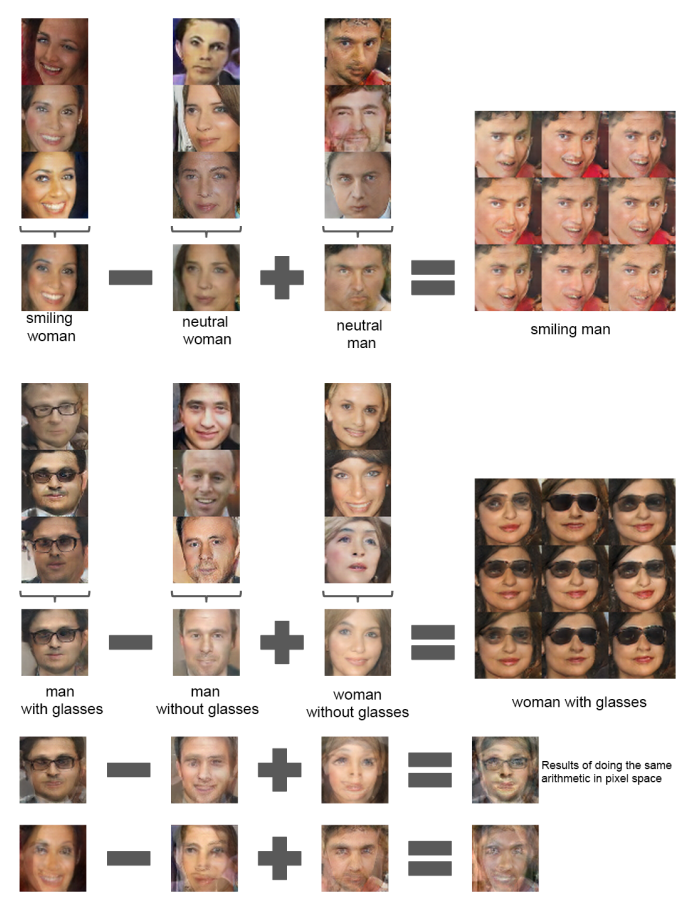 smiling
woman
neutral
woman
neutral
man
smiling man
man
with glasses
man
without glasses
woman
without glasses
woman with glasses
Results of doing the same
arithmetic in pixel space